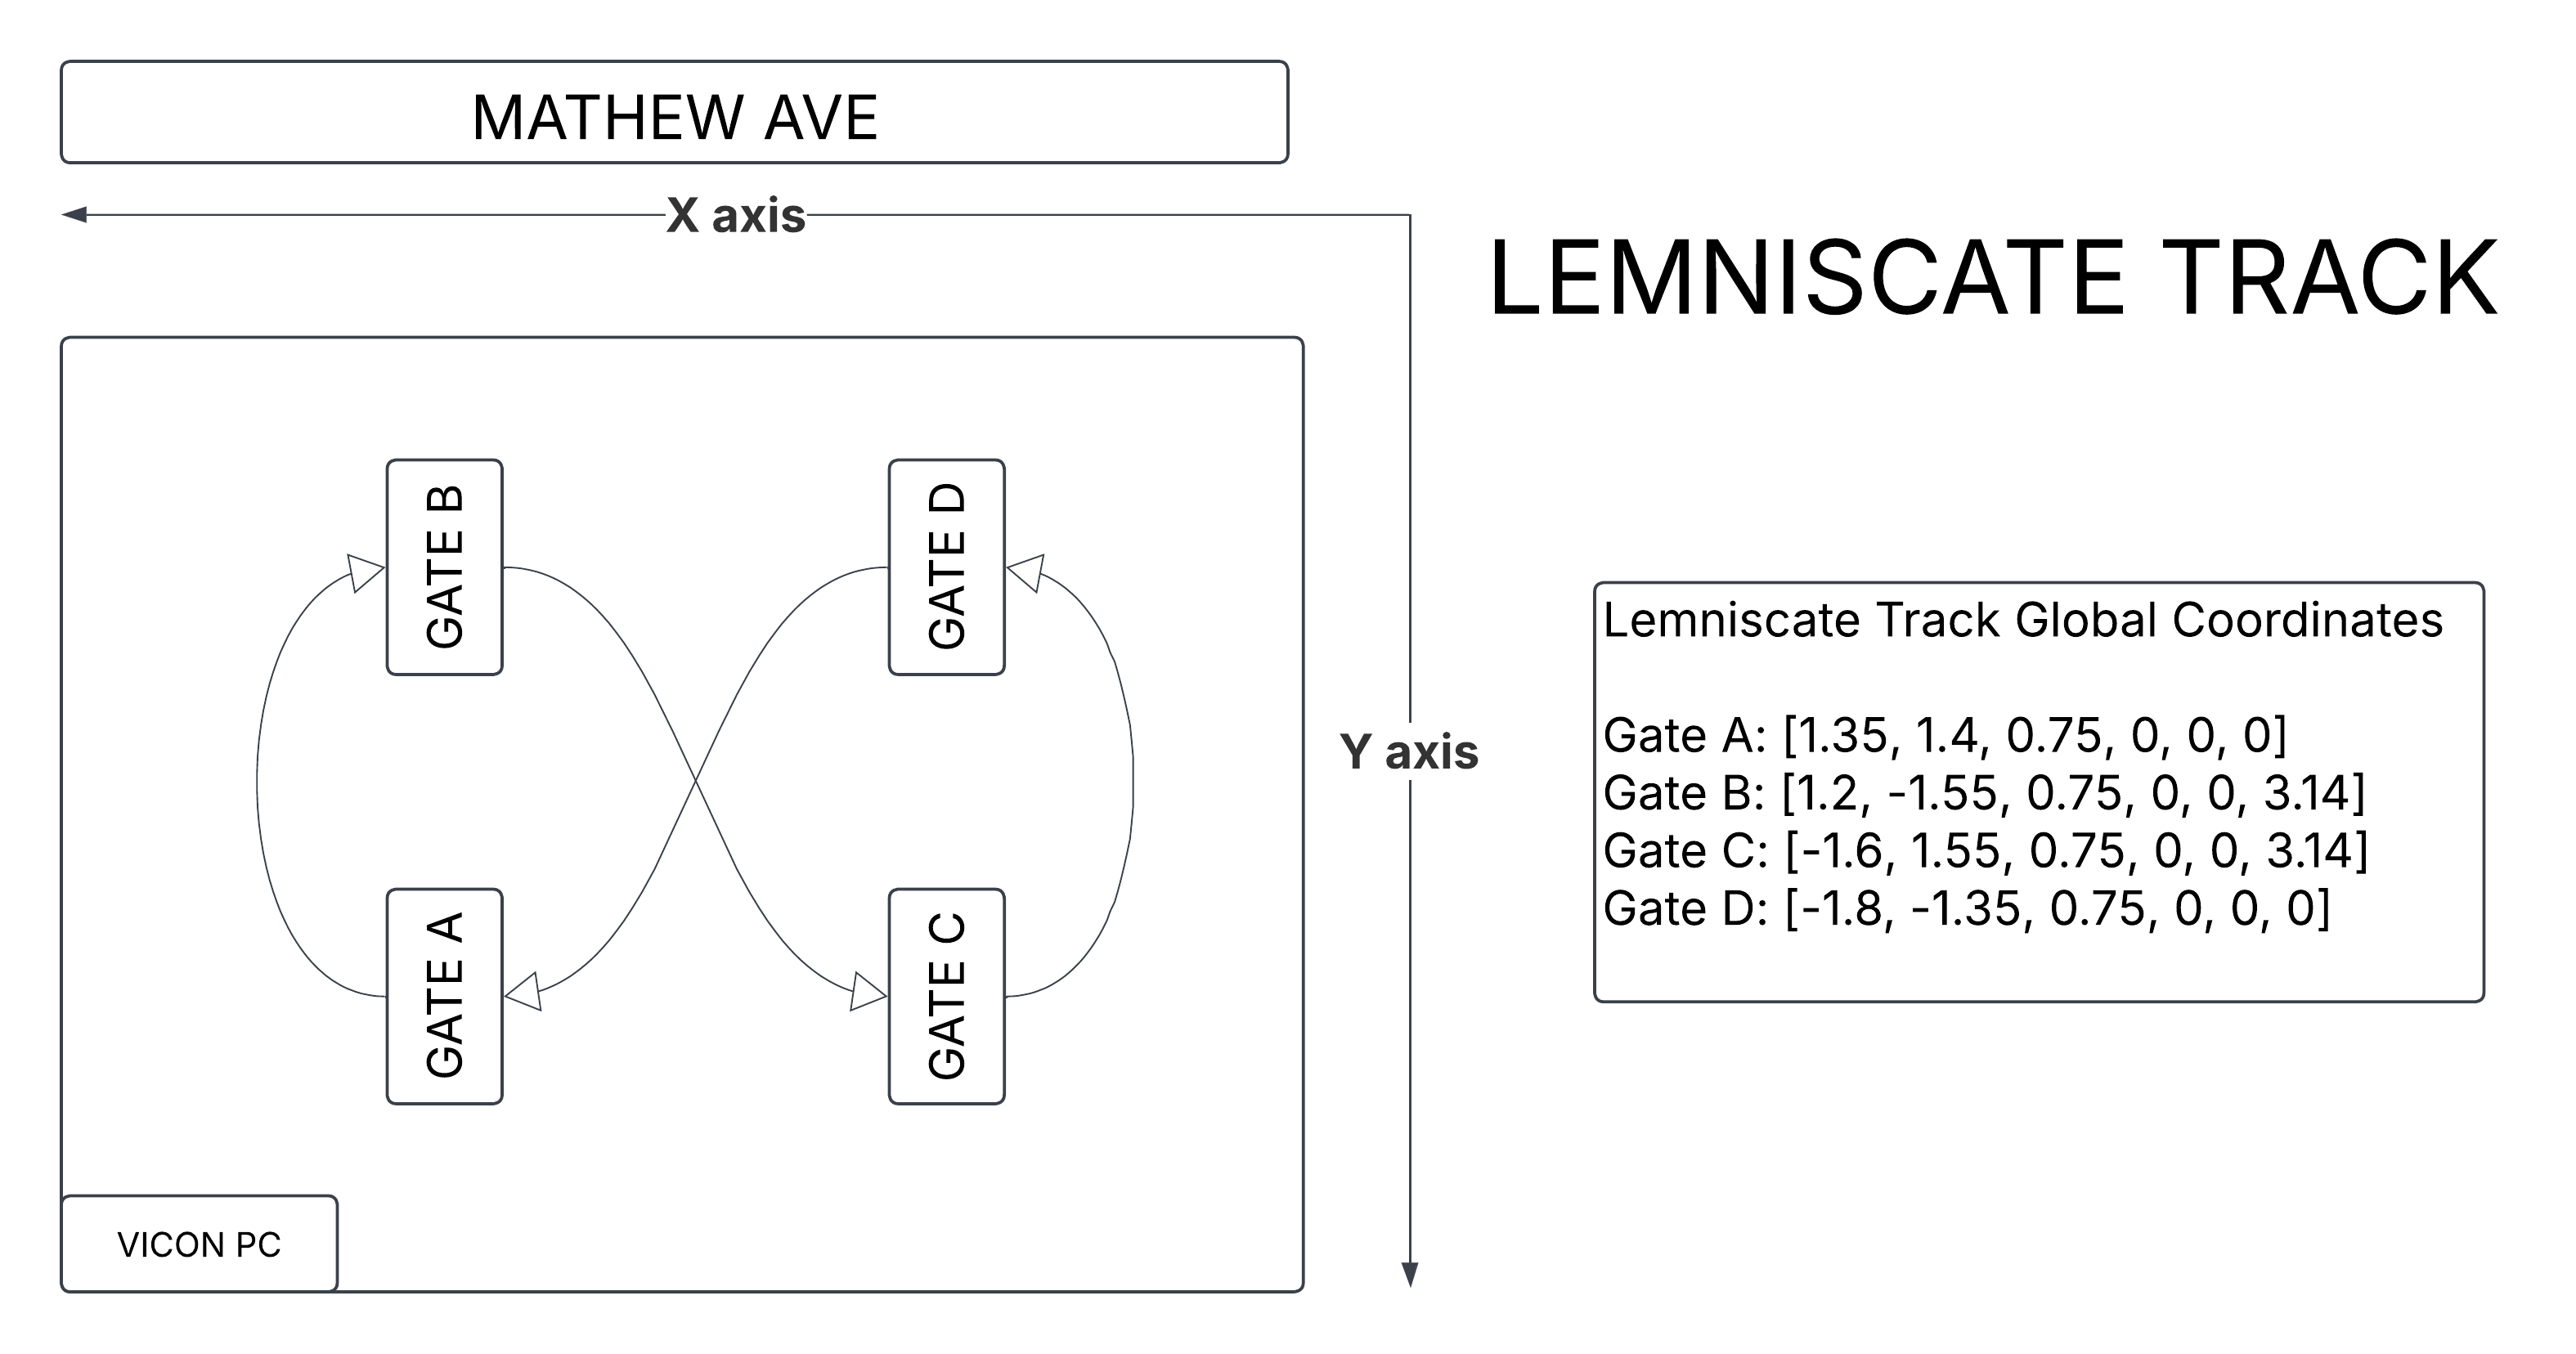 MATHEW AVE
X axis
LEMNISCATE TRACK
GATE B
GATE D
Y axis
Lemniscate Track Global Coordinates
Gate A: [1.35, 1.4, 0.75, 0, 0, 0]
Gate B: [1.2, -1.55, 0.75, 0, 0, 3.14]
Gate C: [-1.6, 1.55, 0.75, 0, 0, 3.14]
Gate D: [-1.8, -1.35, 0.75, 0, 0, 0]
GATE A
GATE C
VICON PC